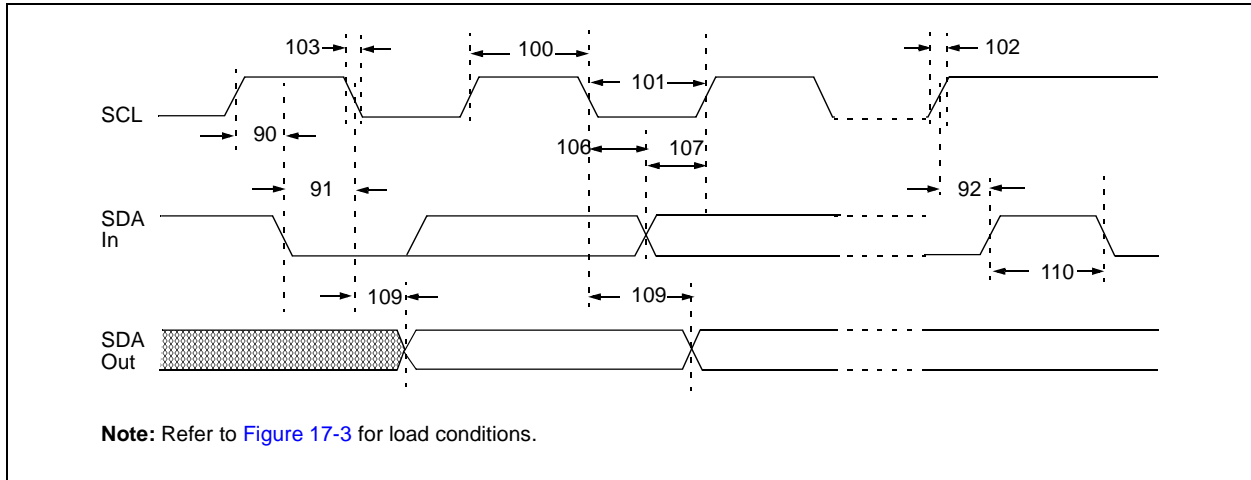 103
100
102
101
SCL
90
106
107
91
92
SDA
In
110
109
109
SDA
Out
Note: Refer to Figure 17-3 for load conditions.